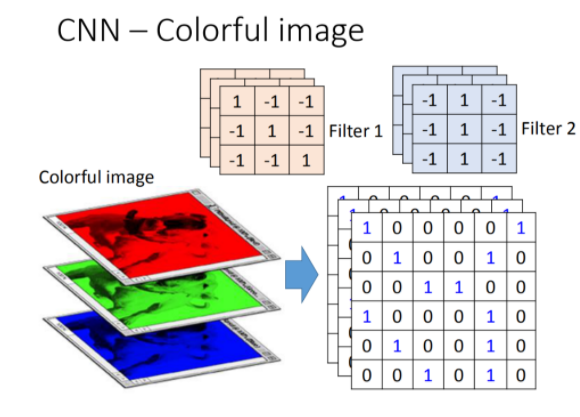 CNN – Colorful image
1 -1 -1
-1 1 -1
-1 -1 1
Filter 1
-1 1 -1
-1 1 -1
-1 1 -1
Filter 2
Colorful image
1 0 0 0 0 1
0 1 0 0 1 0
0 0 1 1 0 0
1 0 0 0 1 0
0 1 0 0 1 0
0 0 1 0 1 0